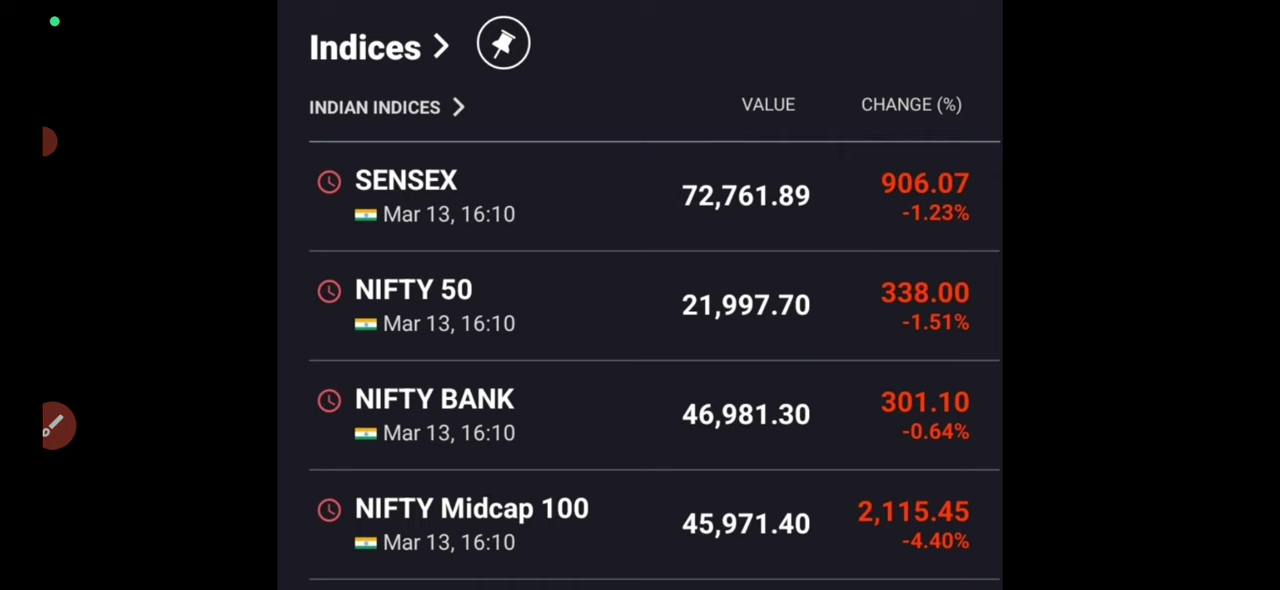 Indices
INDIAN INDICES VALUE CHANGE (%)
SENSEX 72,761.89 906.07
Mar 13, 16:10 -1.23%
NIFTY 50 21,997.70 338.00
Mar 13, 16:10 -1.51%
NIFTY BANK 46,981.30 301.10
Mar 13, 16:10 -0.64%
NIFTY Midcap 100 45,971.40 2,115.45
Mar 13, 16:10 -4.40%